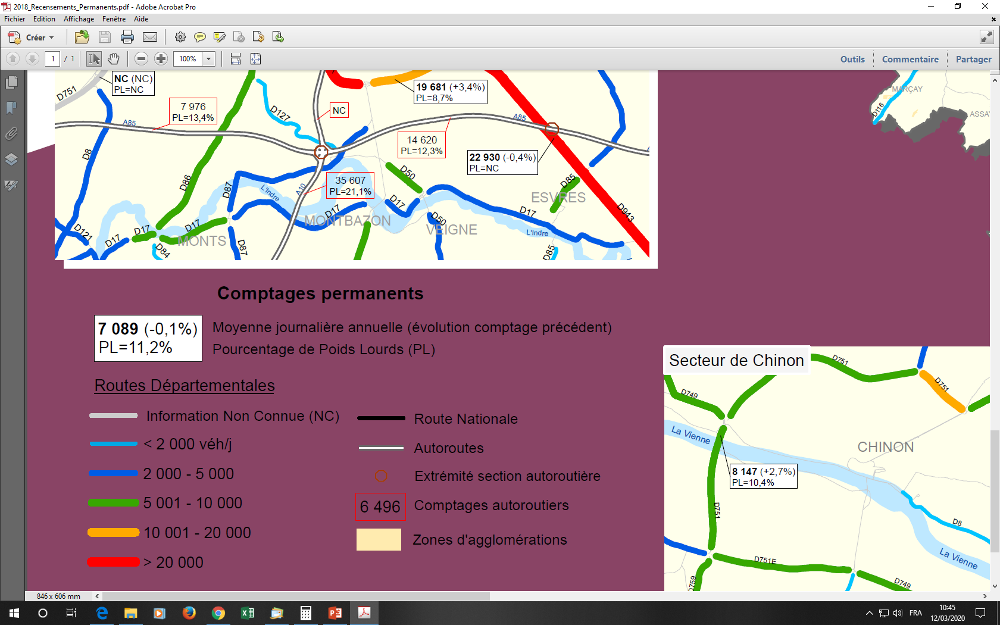 2018_Recensements_Permanents.pdf - Adobe Acrobat Pro
Fichier Edition Affichage Fenêtre Aide
Créer
1 / 1
100%
Outils Commentaire Partager
D751
NC (NC)
PL=NC
7 976
PL=13,4%
A85
D127
NC
19 681 (+3,4%)
PL=8,7%
A85
14 620
PL=12,3%
22 930 (-0,4%)
PL=NC
D8
D86
D87
L'Indre
A10
35 607
PL=21,1%
D50
D85
ESVRES
D17
D17
D17
D943
MONTBAZON
D50
VEIGNE
L'Indre
D121
D17
D17
D17
MONTS
D84
D87
D85
MARÇAY
D116
ASSAY
Comptages permanents
7 089 (-0,1%)
PL=11,2%
Moyenne journalière annuelle (évolution comptage précédent)
Pourcentage de Poids Lourds (PL)
Routes Départementales
Information Non Connue (NC)
< 2 000 véh/j
2 000 - 5 000
5 001 - 10 000
10 001 - 20 000
> 20 000
Route Nationale
Autoroutes
Extrémité section autoroutière
6 496
Comptages autoroutiers
Zones d'agglomérations
Secteur de Chinon
D751
D751
D749
La Vienne
CHINON
8 147 (+2,7%)
PL=10,4%
D751
D8
La Vienne
D751E
D759
D749
846 x 606 mm
FRA
10:45
12/03/2020